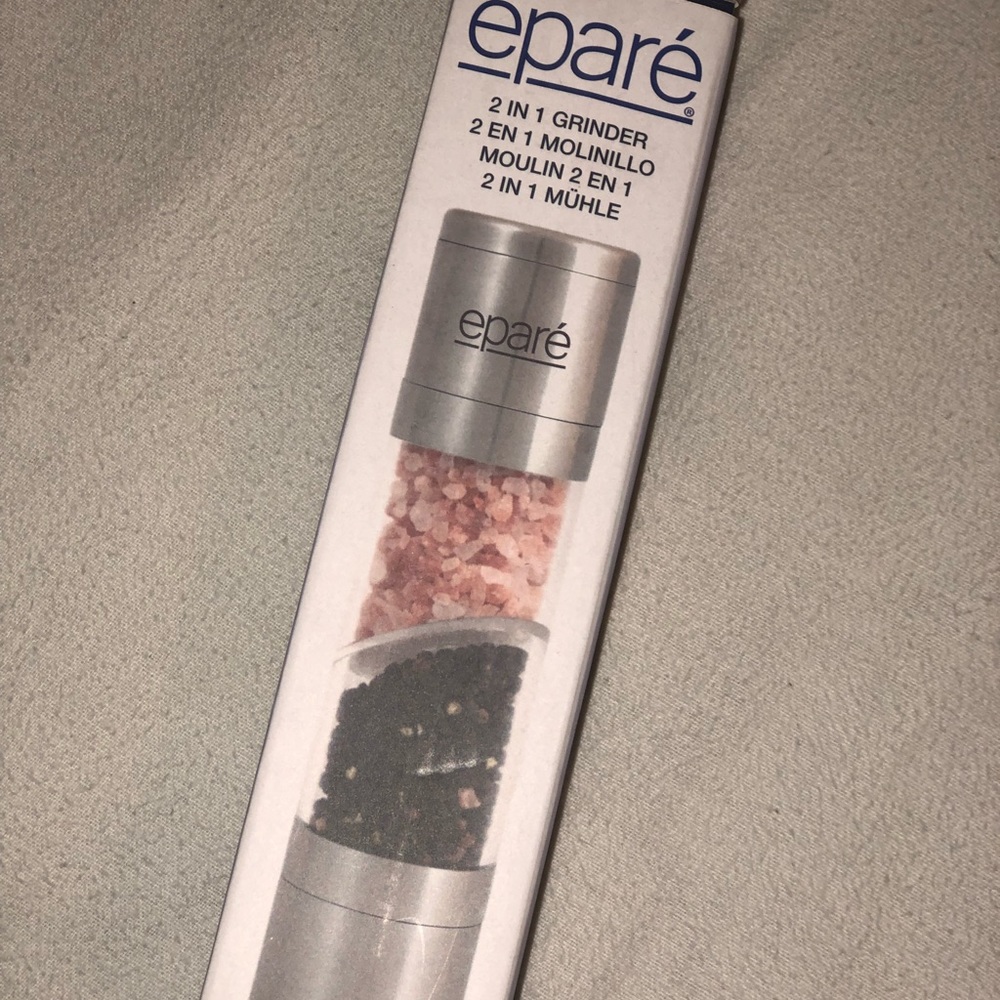 eparé®
2 IN 1 GRINDER
2 EN 1 MOLINILLO
MOULIN 2 EN 1
2 IN 1 MÜHLE
eparé